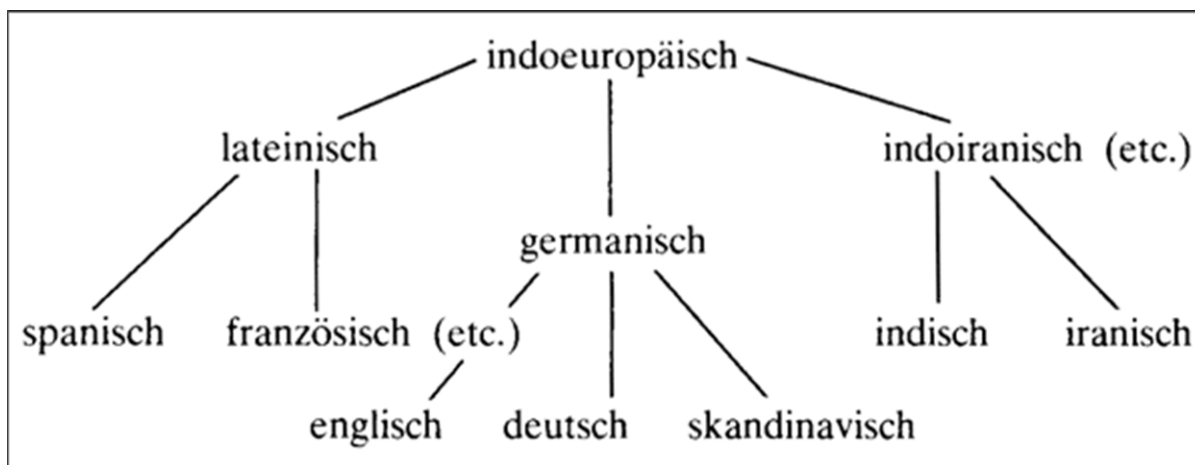 indoeuropäisch
lateinisch indoiranisch (etc.)
germanisch
spanisch französisch (etc.) indisch iranisch
englisch deutsch skandinavisch